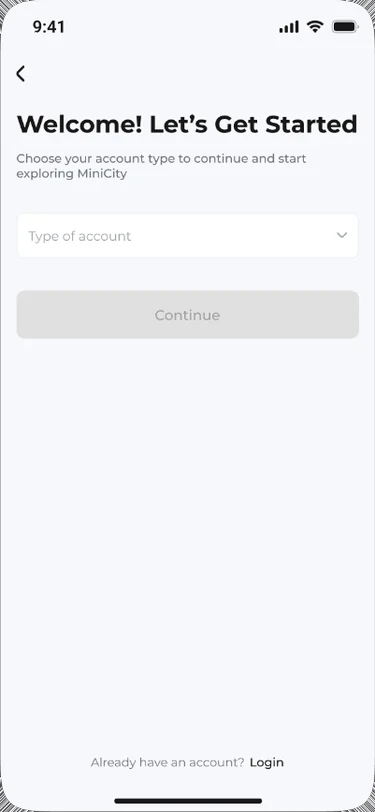 9:41
Welcome! Let’s Get Started
Choose your account type to continue and start
exploring MiniCity
Type of account
Continue
Already have an account? Login